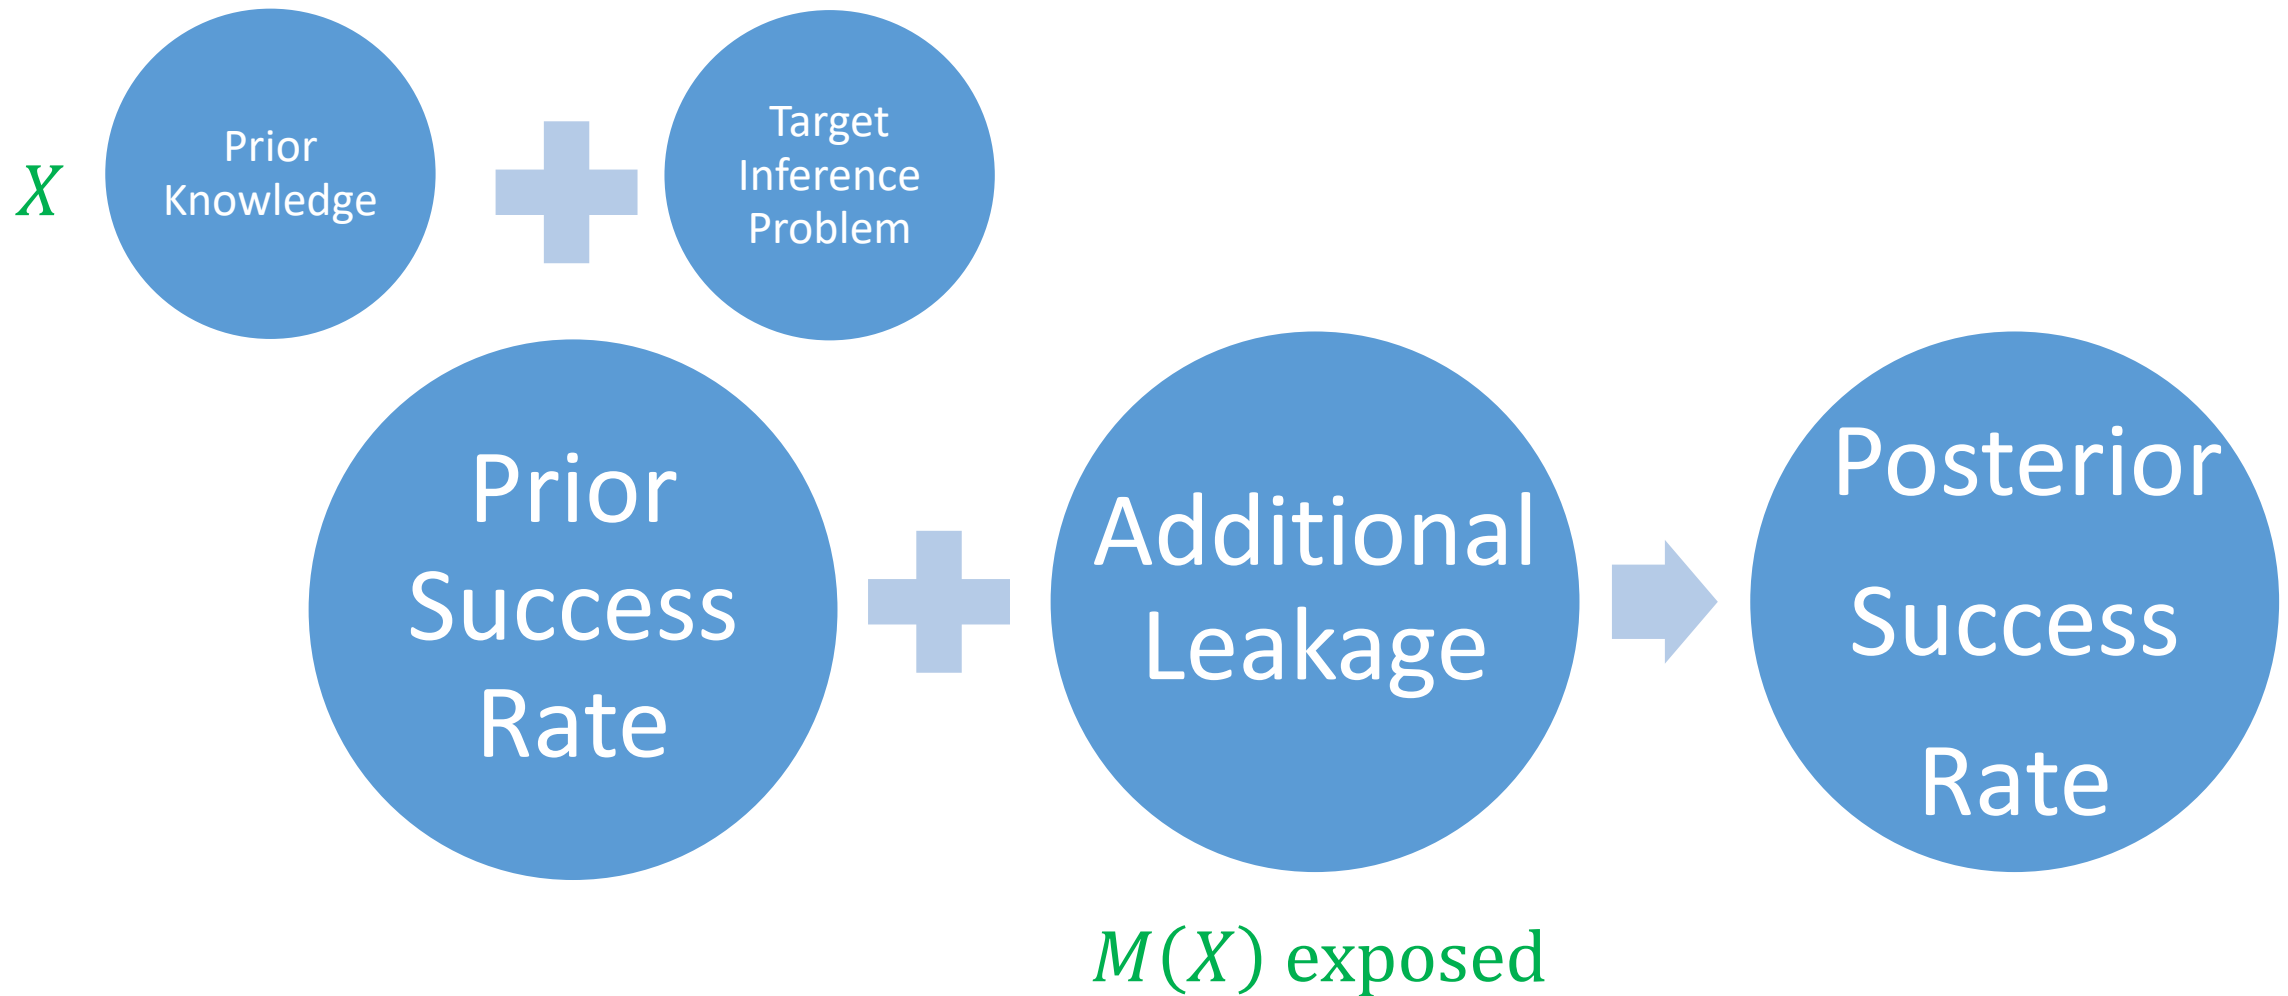 X
Prior
Knowledge
Target
Inference
Problem
Prior
Success
Rate
Additional
Leakage
Posterior
Success
Rate
M(X) exposed